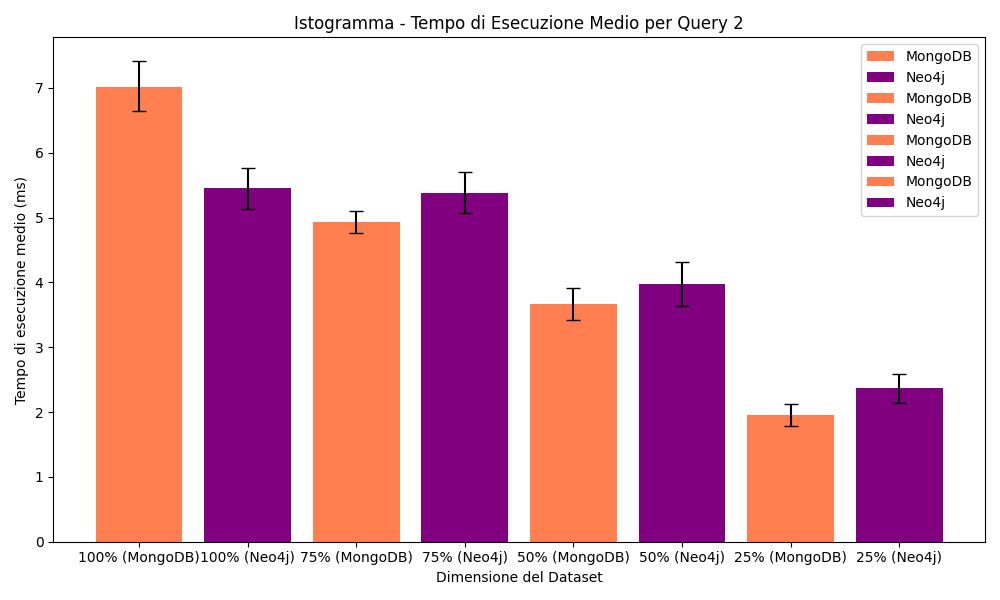 Istogramma - Tempo di Esecuzione Medio per Query 2
MongoDB
Neo4j
MongoDB
Neo4j
MongoDB
Neo4j
MongoDB
Neo4j
Tempo di esecuzione medio (ms)
7
6
5
4
3
2
1
0
100% (MongoDB) 100% (Neo4j) 75% (MongoDB) 75% (Neo4j) 50% (MongoDB) 50% (Neo4j) 25% (MongoDB) 25% (Neo4j)
Dimensione del Dataset